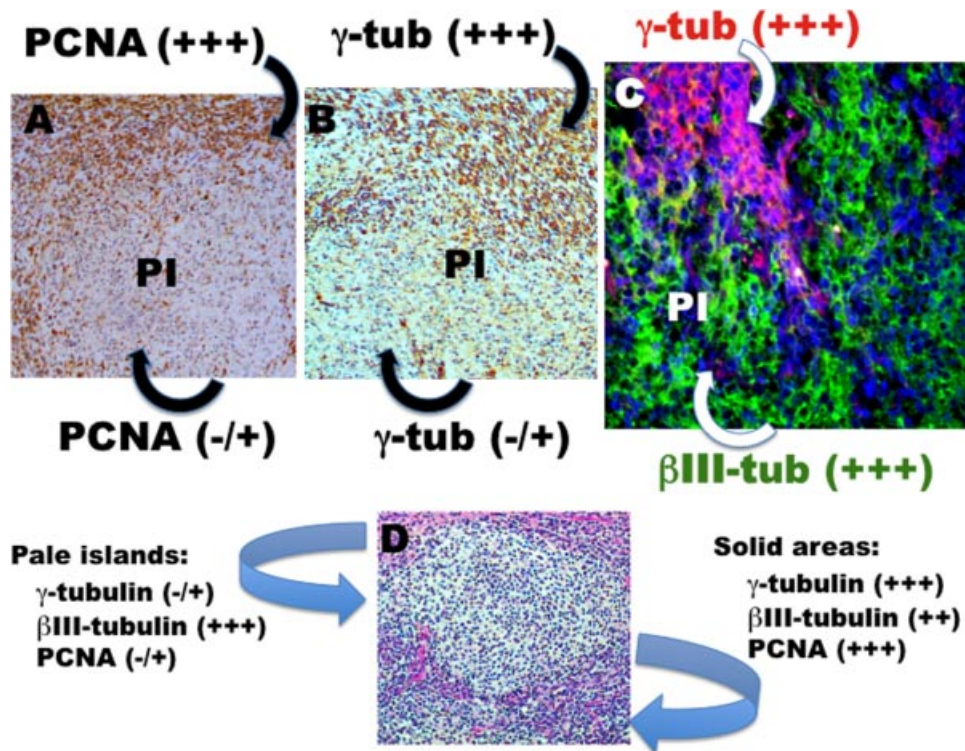 PCNA (+++)
γ-tub (+++)
γ-tub (+++)
A
B
C
PI
PI
PI
PCNA (-/+)
γ-tub (-/+)
βIII-tub (+++)
D
Pale islands:
γ-tubulin (-/+)
βIII-tubulin (+++)
PCNA (-/+)
Solid areas:
γ-tubulin (+++)
βIII-tubulin (++)
PCNA (+++)